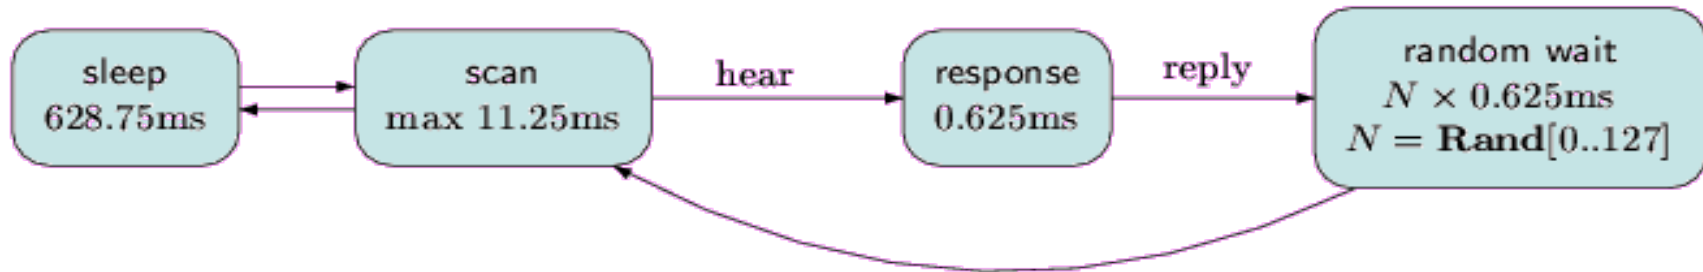 sleep
628.75ms
scan
max 11.25ms
hear
response
0.625ms
reply
random wait
N × 0.625ms
N = Rand[0..127]